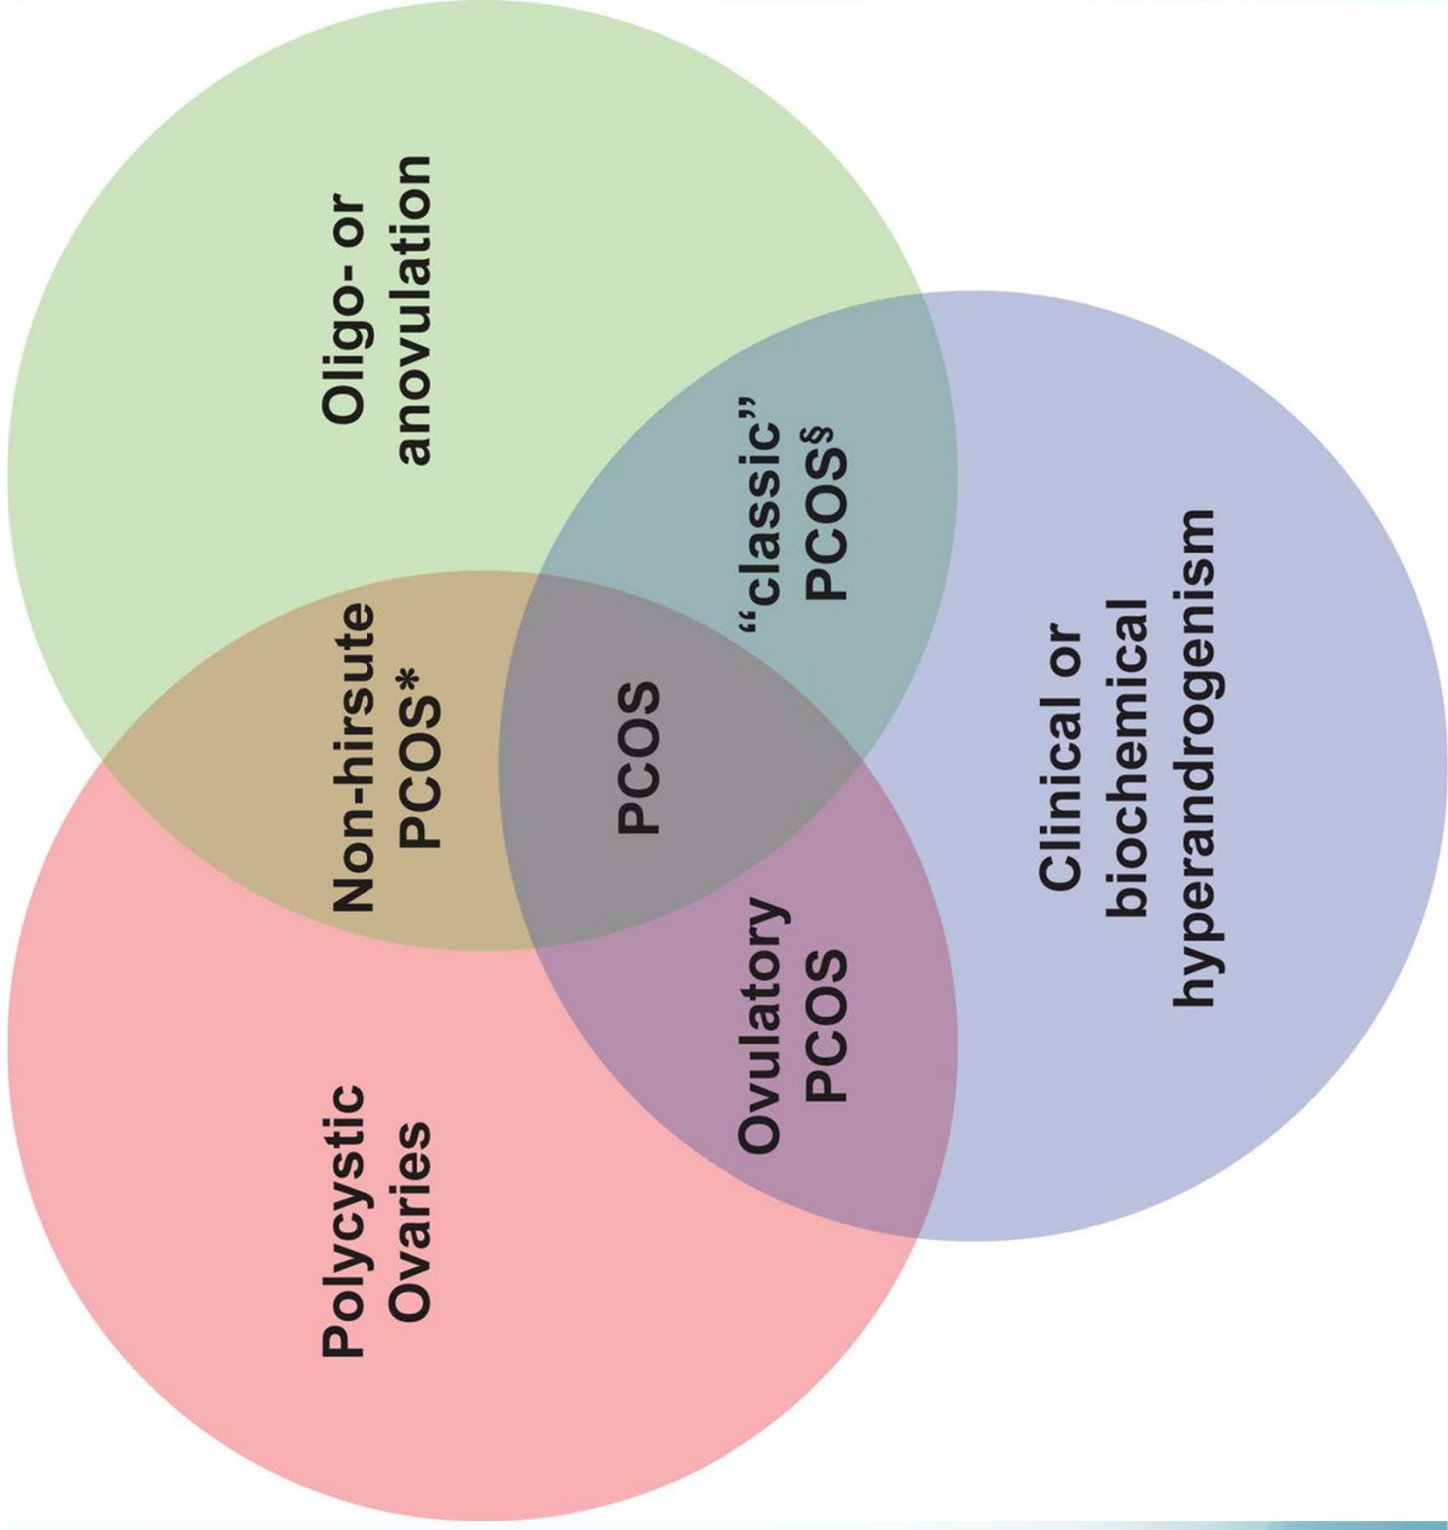 Polycystic
Ovaries
Oligo- or
anovulation
Non-hirsute
PCOS*
PCOS
Ovulatory
PCOS
“classic”
PCOS§
Clinical or
biochemical
hyperandrogenism